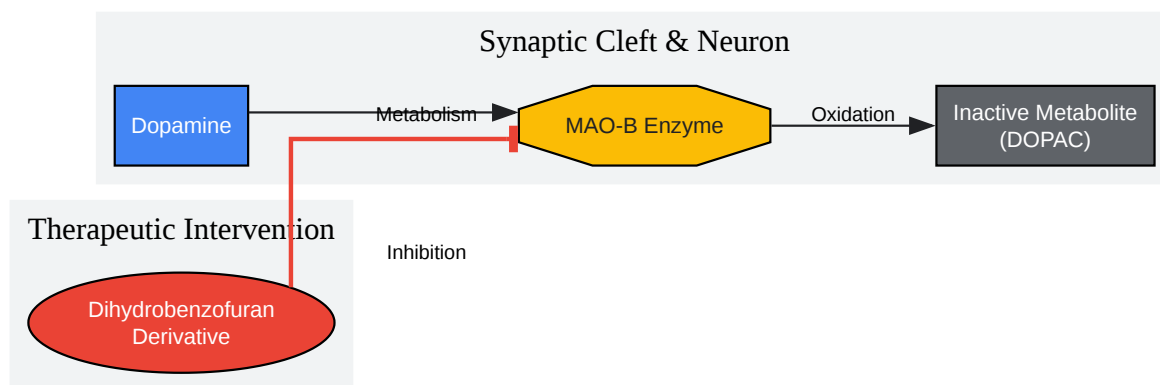 Synaptic Cleft & Neuron
Dopamine
Metabolism
MAO-B Enzyme
Oxidation
Inactive Metabolite
(DOPAC)
Therapeutic Intervention
Inhibition
Dihydrobenzofuran
Derivative